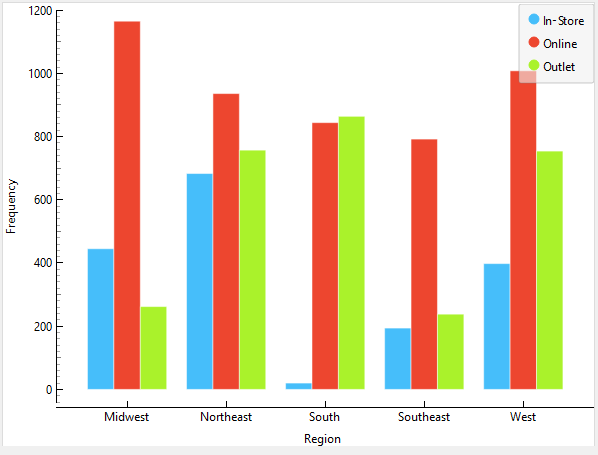 1200
In-Store
Online
Outlet
1000
800
600
400
200
0
Frequency
Midwest Northeast South Southeast West
Region